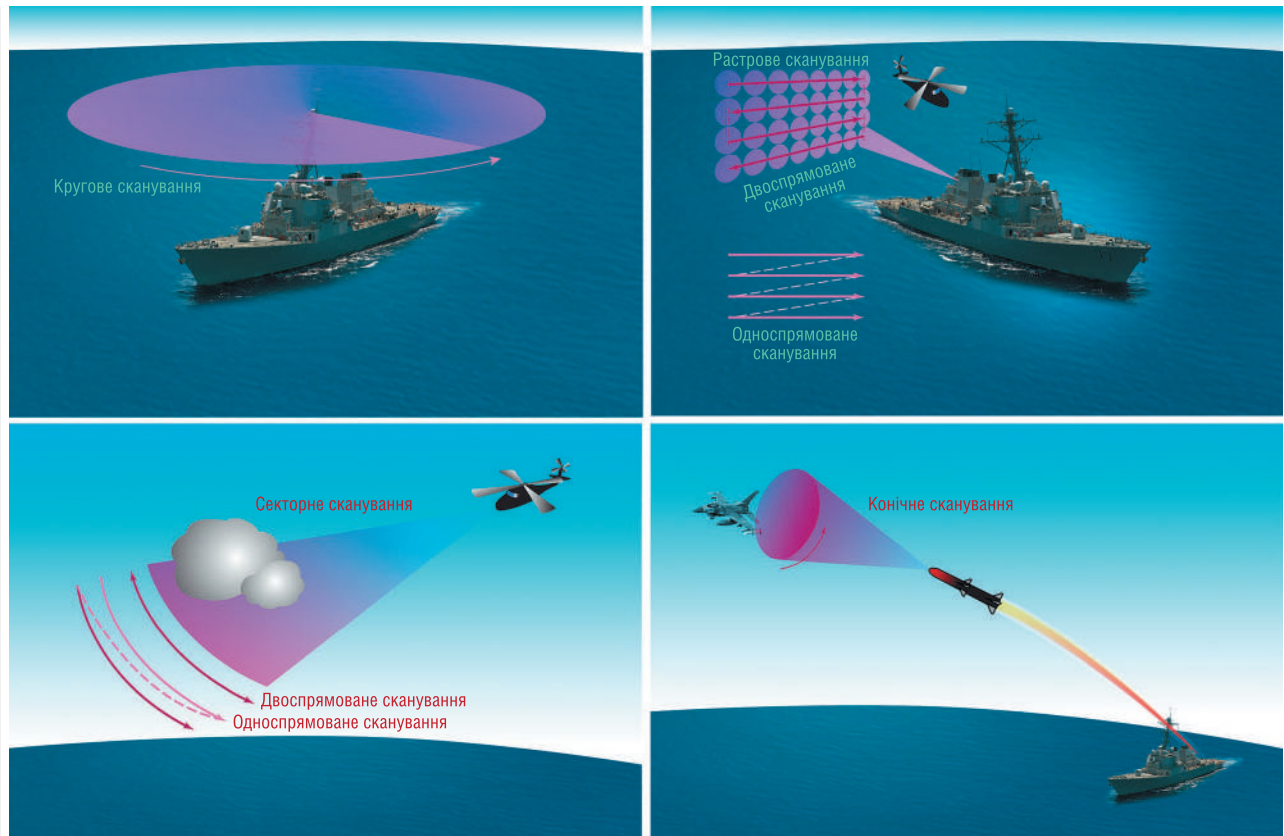 Кругове сканування
Растрове сканування
Двоспрямоване
сканування
Односпрямоване
сканування
Секторне сканування
Двоспрямоване сканування
Односпрямоване сканування
Конічне сканування